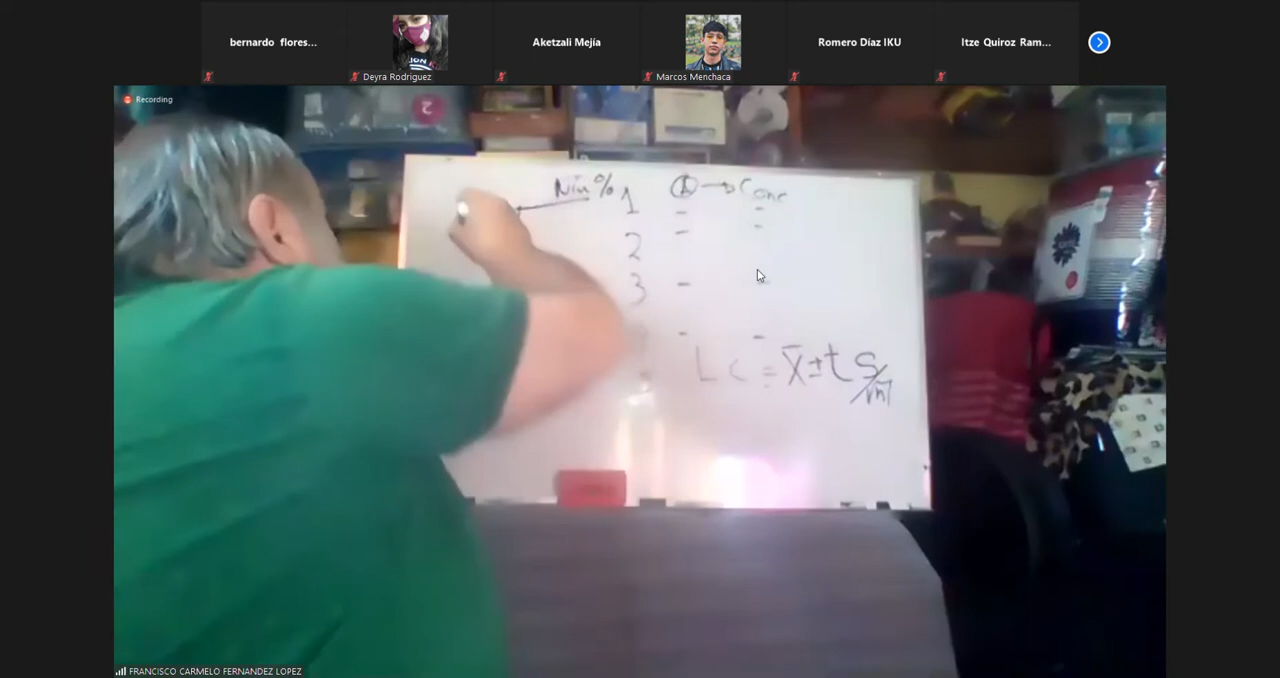 bernardo flores...
Aketzali Mejía
Romero Díaz IKU
Itze Quiroz Ram...
Deyra Rodriguez
Marcos Menchaca
Recording
% 1 → Conc
2
3
LC = X̄ ± t S/√n
FRANCISCO CARMELO FERNANDEZ LOPEZ